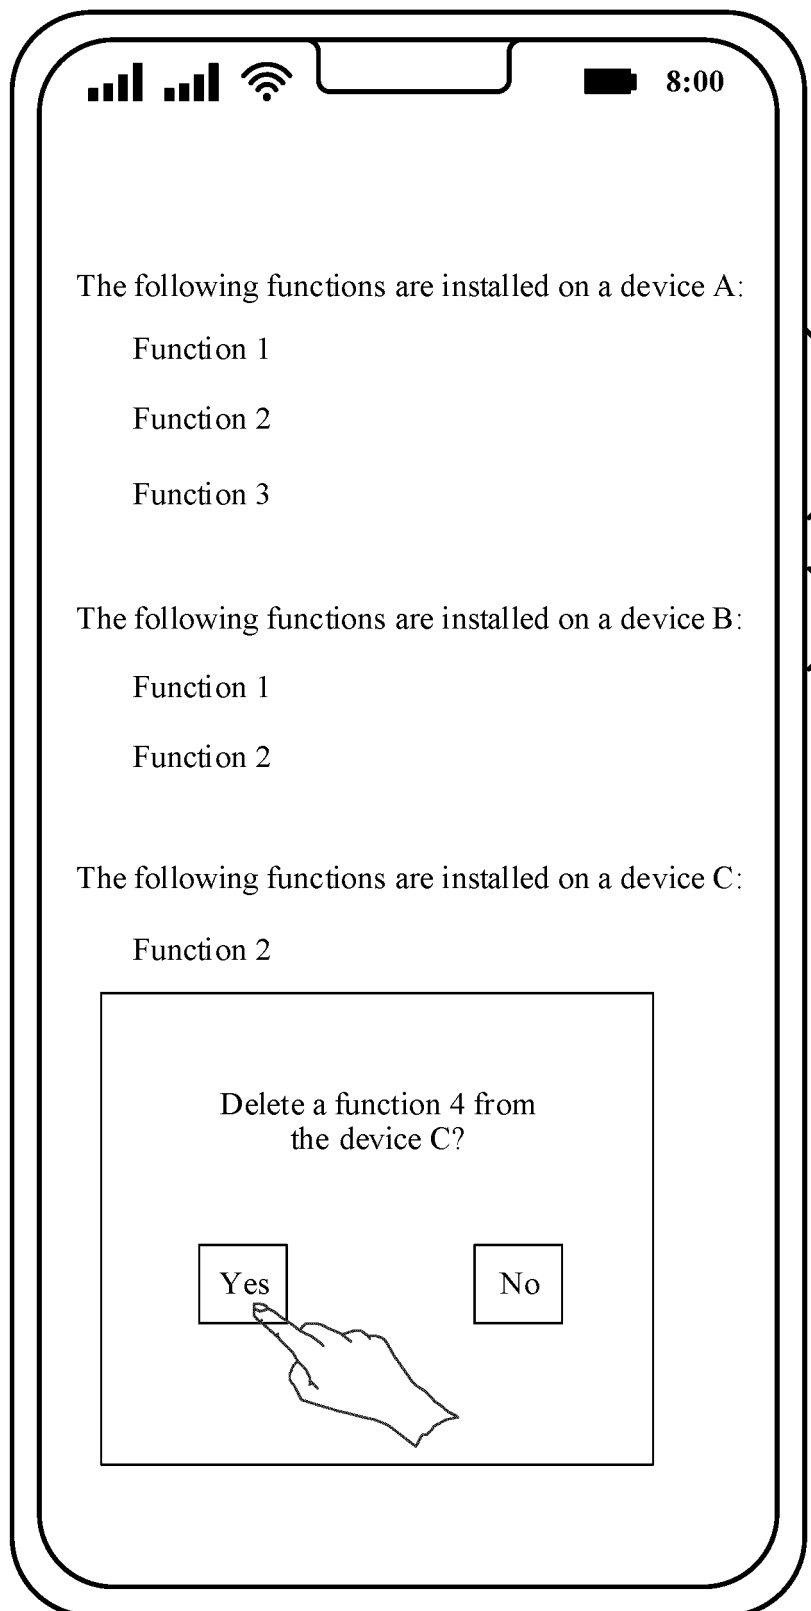 8:00
The following functions are installed on a device A:
Function 1
Function 2
Function 3
The following functions are installed on a device B:
Function 1
Function 2
The following functions are installed on a device C:
Function 2
Delete a function 4 from
the device C?
Yes
No